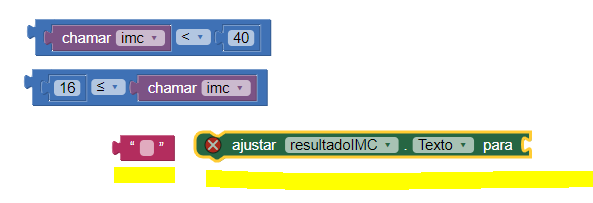 chamar imc < 40
16 ≤ chamar imc
“ ” ajustar resultadoIMC . Texto para